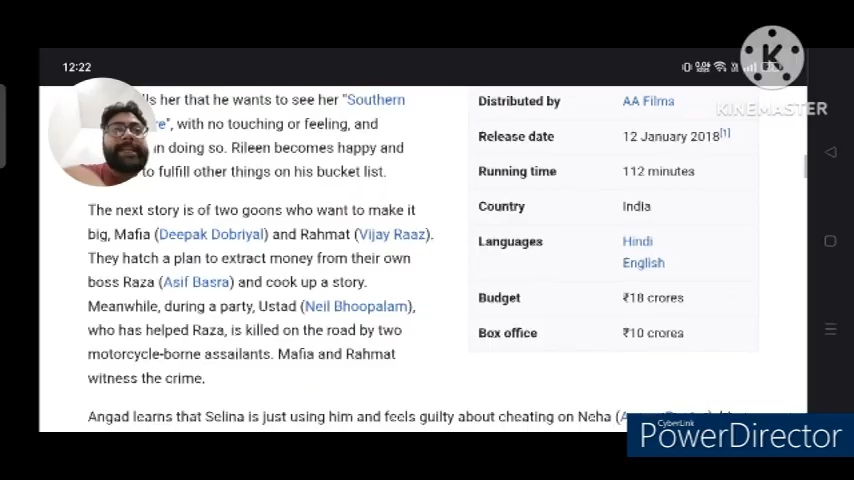 12:22
0.06
KINEMASTER
her that he wants to see her "Southern
", with no touching or feeling, and
doing so. Rileen becomes happy and
to fulfill other things on his bucket list.
The next story is of two goons who want to make it
big, Mafia (Deepak Dobriyal) and Rahmat (Vijay Raaz).
They hatch a plan to extract money from their own
boss Raza (Asif Basra) and cook up a story.
Meanwhile, during a party, Ustad (Neil Bhoopalam),
who has helped Raza, is killed on the road by two
motorcycle-borne assailants. Mafia and Rahmat
witness the crime.
Angad learns that Selina is just using him and feels guilty about cheating on Neha (
Distributed by AA Films
Release date 12 January 2018[1]
Running time 112 minutes
Country India
Languages Hindi
English
Budget ₹18 crores
Box office ₹10 crores
CyberLink
PowerDirector